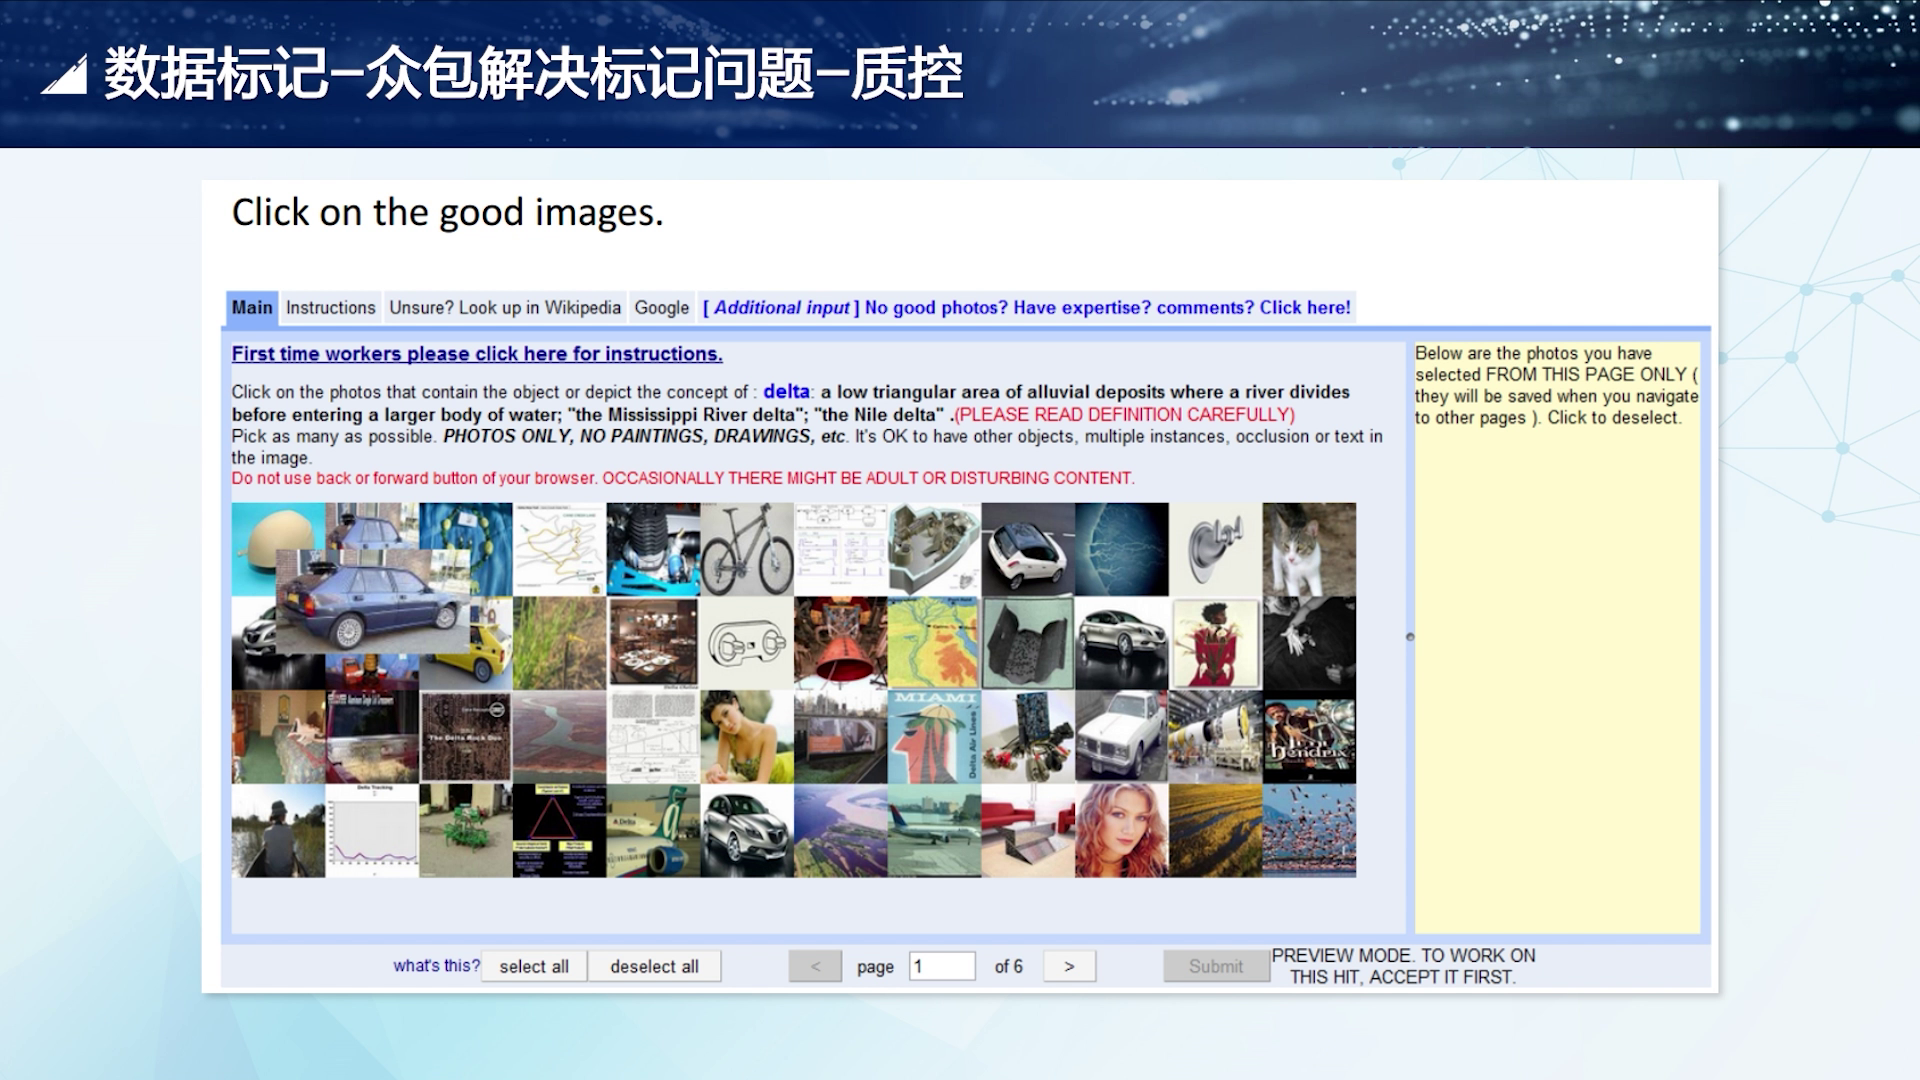 数据标记–众包解决标记问题–质控
Click on the good images.
Main Instructions Unsure? Look up in Wikipedia Google [ Additional input ] No good photos? Have expertise? comments? Click here!
First time workers please click here for instructions.
Click on the photos that contain the object or depict the concept of : delta: a low triangular area of alluvial deposits where a river divides
before entering a larger body of water; "the Mississippi River delta"; "the Nile delta" .(PLEASE READ DEFINITION CAREFULLY)
Pick as many as possible. PHOTOS ONLY, NO PAINTINGS, DRAWINGS, etc. It's OK to have other objects, multiple instances, occlusion or text in
the image.
Do not use back or forward button of your browser. OCCASIONALLY THERE MIGHT BE ADULT OR DISTURBING CONTENT.
Below are the photos you have
selected FROM THIS PAGE ONLY (
they will be saved when you navigate
to other pages ). Click to deselect.
The Delta Rock Duo
MIAMI
Delta Air Lines
hendrix
Delta Tracking
Delta
what's this? select all deselect all < page 1 of 6 > Submit
PREVIEW MODE. TO WORK ON
THIS HIT, ACCEPT IT FIRST.